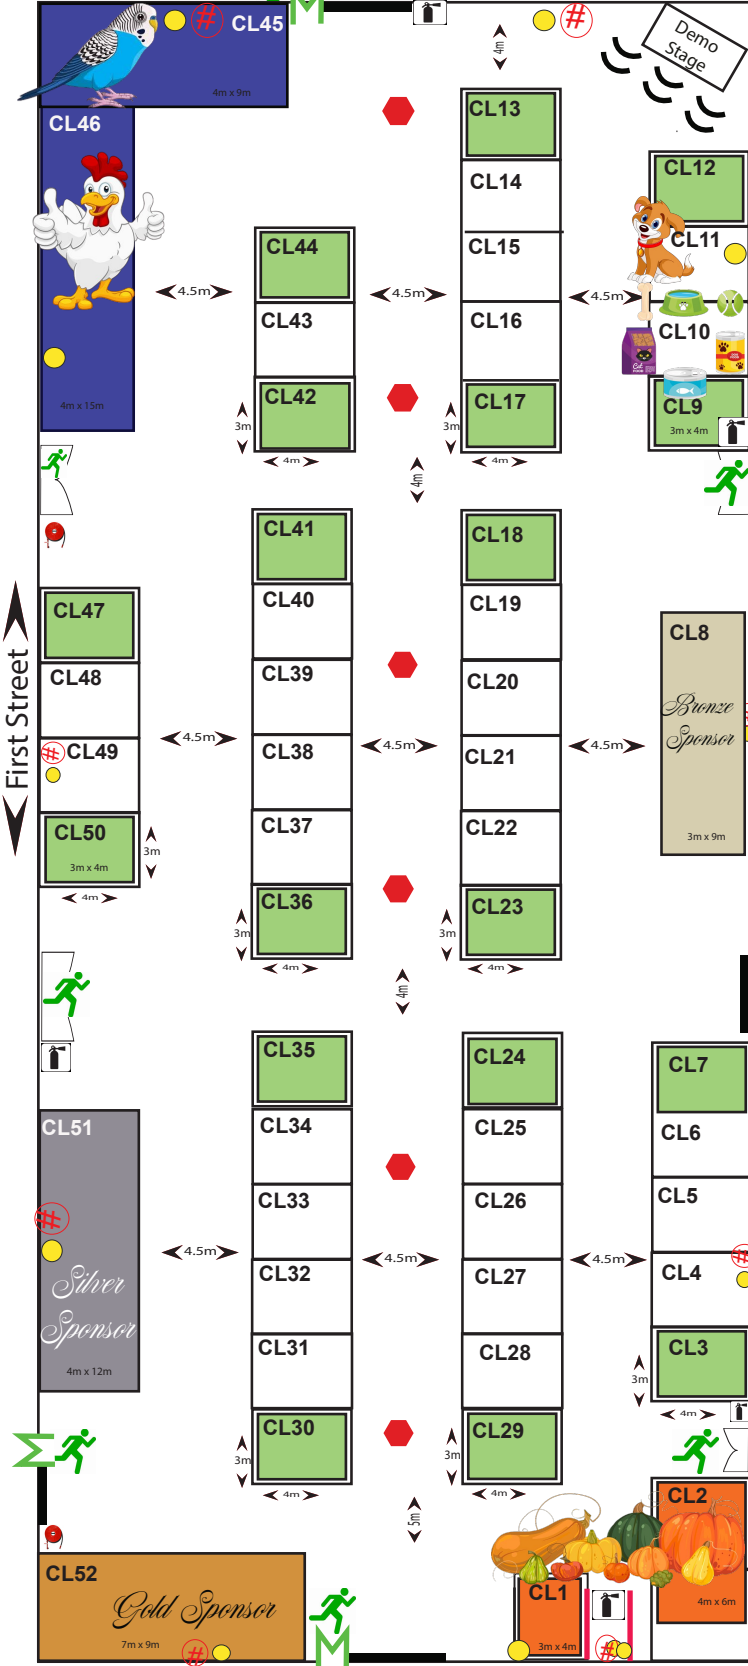 CL45
4m x 9m
4m
Demo
Stage
CL46
4m x 15m
CL13
CL14
CL15
CL16
CL17
CL12
CL11
CL10
CL9
3m x 4m
CL44
CL43
CL42
4.5m
4.5m
4.5m
3m
4m
3m
4m
4m
CL41
CL40
CL39
CL38
CL37
CL36
CL18
CL19
CL20
CL21
CL22
CL23
First Street
CL47
CL48
CL49
CL50
3m x 4m
3m
4m
4.5m
4.5m
4.5m
CL8
Bronze
Sponsor
3m x 9m
3m
4m
3m
4m
4m
CL35
CL34
CL33
CL32
CL31
CL30
CL24
CL25
CL26
CL27
CL28
CL29
CL7
CL6
CL5
CL4
CL3
CL51
Silver
Sponsor
4m x 12m
4.5m
4.5m
4.5m
3m
4m
3m
4m
3m
4m
5m
CL2
4m x 6m
CL1
3m x 4m
CL52
Gold Sponsor
7m x 9m